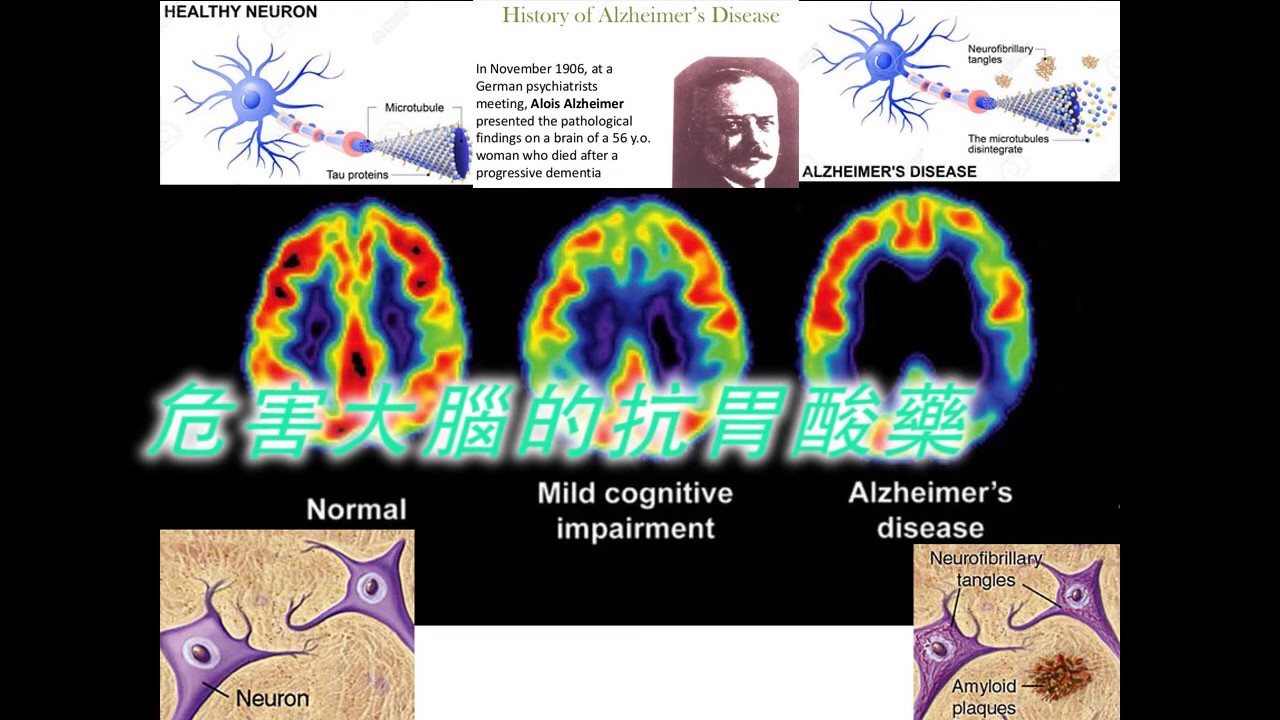 HEALTHY NEURON
Microtubule
Tau proteins
History of Alzheimer's Disease
In November 1906, at a
German psychiatrists
meeting, Alois Alzheimer
presented the pathological
findings on a brain of a 56 y.o.
woman who died after a
progressive dementia
Neurofibrillary
tangles
The microtubules
disintegrate
ALZHEIMER'S DISEASE
危害大腦的抗胃酸藥
Normal
Mild cognitive
impairment
Alzheimer's
disease
Neuron
Neurofibrillary
tangles
Amyloid
plaques